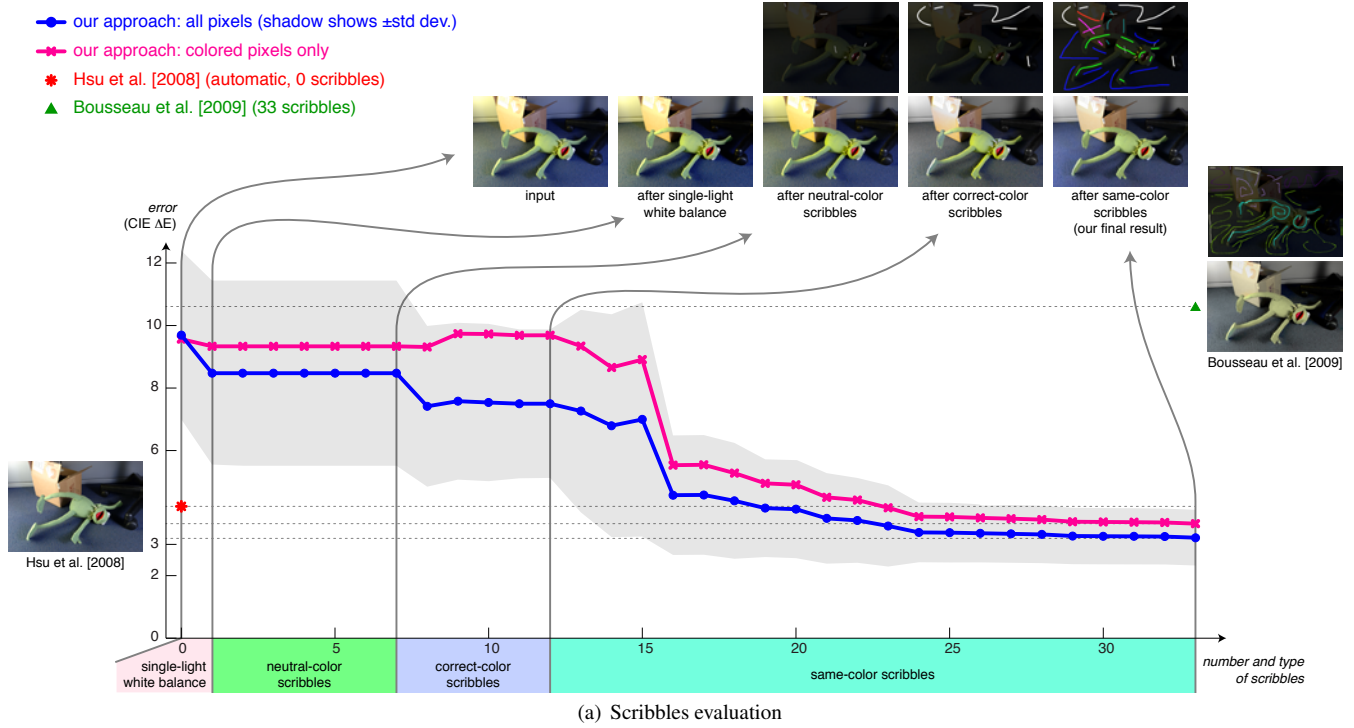 our approach: all pixels (shadow shows ±std dev.)
our approach: colored pixels only
Hsu et al. [2008] (automatic, 0 scribbles)
Bousseau et al. [2009] (33 scribbles)
input
after single-light
white balance
after neutral-color
scribbles
after correct-color
scribbles
after same-color
scribbles
(our final result)
Bousseau et al. [2009]
error
(CIE ΔE)
12
10
8
6
3
2
0
Hsu et al. [2008]
0
5
10
15
20
25
30
single-light
white balance
neutral-color
scribbles
correct-color
scribbles
same-color scribbles
number and type
of scribbles
(a) Scribbles evaluation